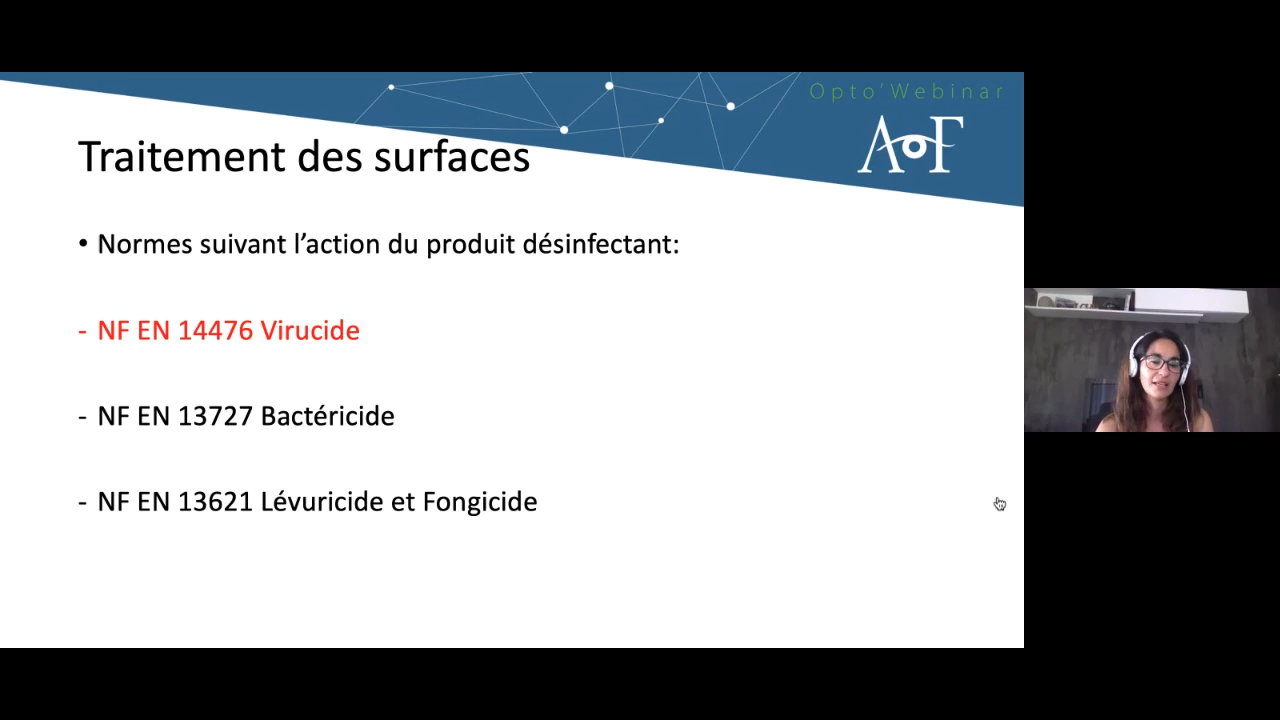 Opto'Webinar
AOF
Traitement des surfaces
• Normes suivant l'action du produit désinfectant:
- NF EN 14476 Virucide
- NF EN 13727 Bactéricide
- NF EN 13621 Lévuricide et Fongicide